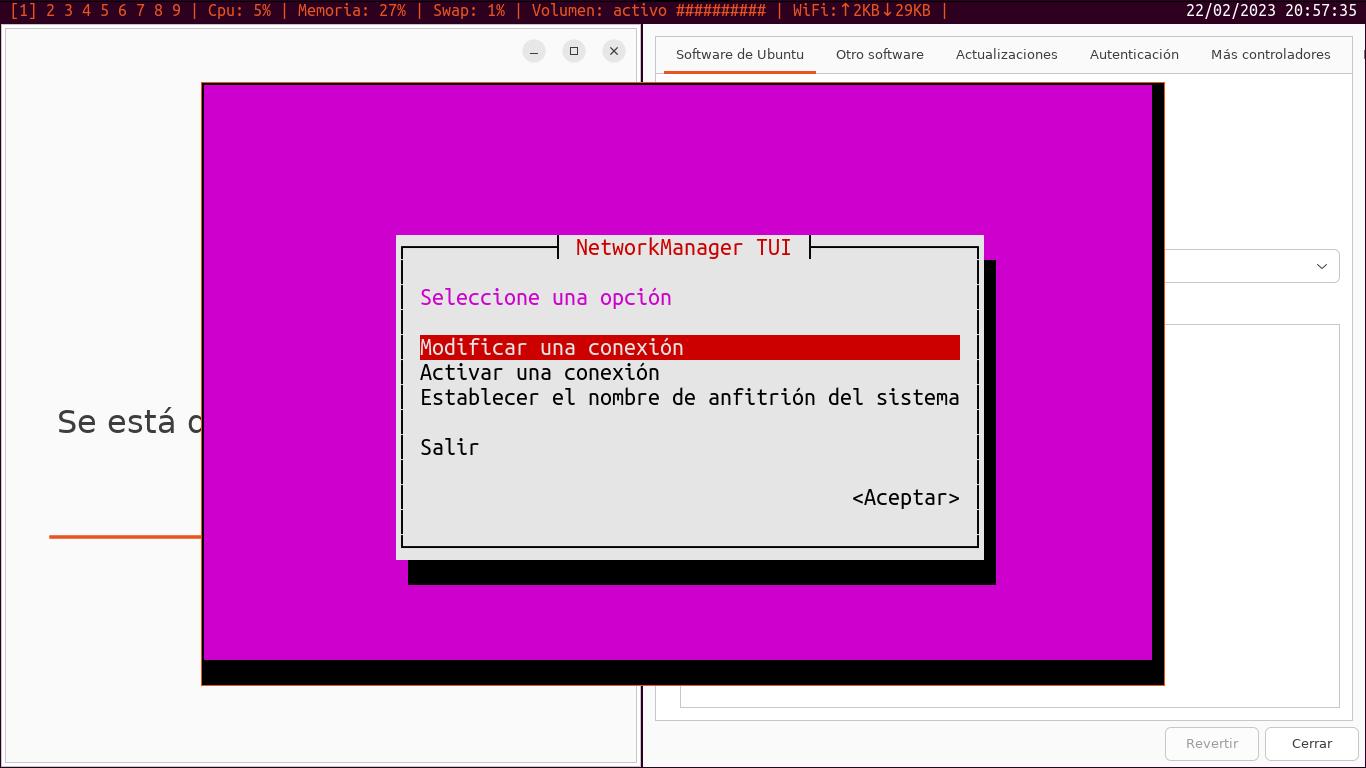 [1] 2 3 4 5 6 7 8 9 | Cpu: 5% | Memoria: 27% | Swap: 1% | Volumen: activo ########## | WiFi:↑2KB↓29KB | 22/02/2023 20:57:35
Software de Ubuntu Otro software Actualizaciones Autenticación Más controladores
NetworkManager TUI
Seleccione una opción
Modificar una conexión
Activar una conexión
Establecer el nombre de anfitrión del sistema
Se está
Salir
<Aceptar>
Revertir Cerrar